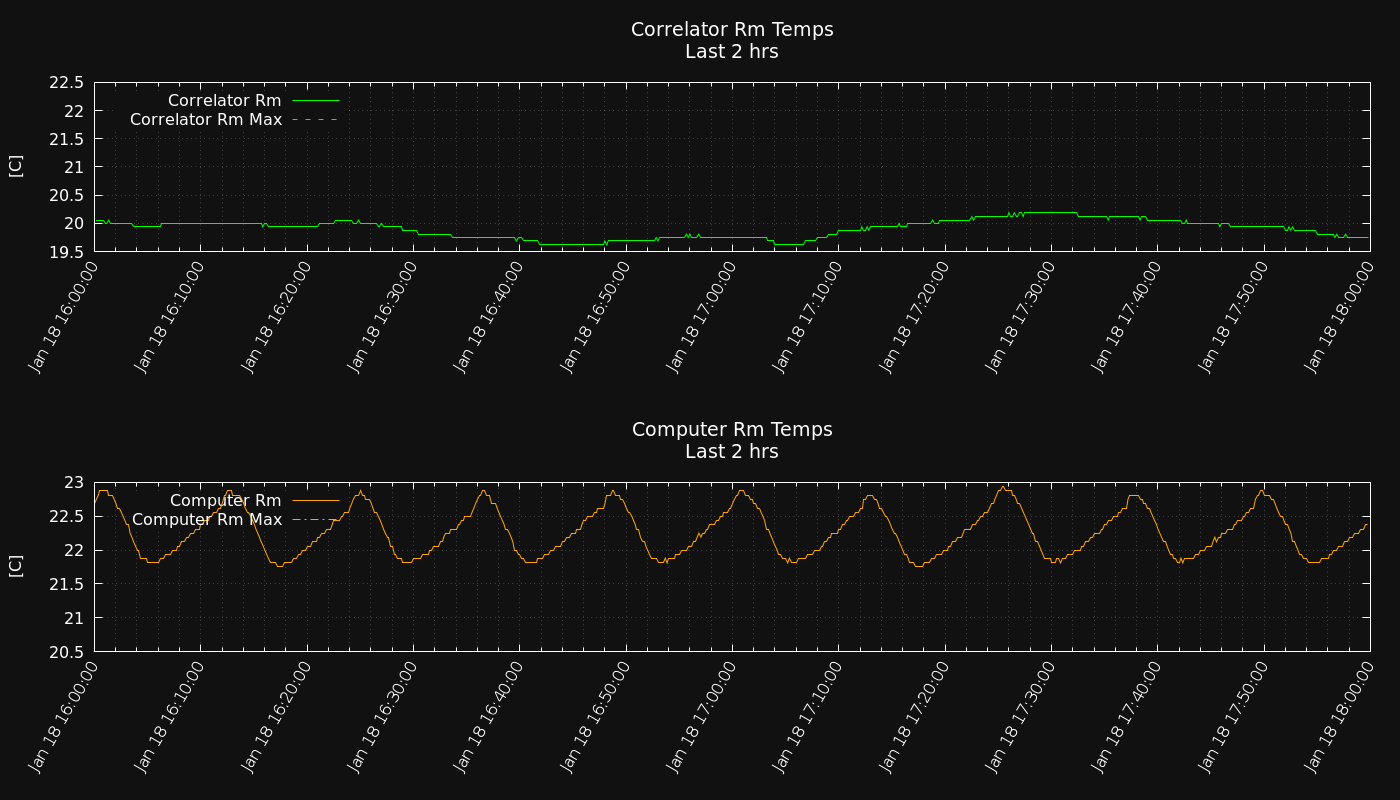 Correlator Rm Temps
Last 2 hrs
22.5
22
21.5
21
20.5
20
19.5
[C]
Correlator Rm
Correlator Rm Max
Jan 18 16:00:00
Jan 18 16:10:00
Jan 18 16:20:00
Jan 18 16:30:00
Jan 18 16:40:00
Jan 18 16:50:00
Jan 18 17:00:00
Jan 18 17:10:00
Jan 18 17:20:00
Jan 18 17:30:00
Jan 18 17:40:00
Jan 18 17:50:00
Jan 18 18:00:00
Computer Rm Temps
Last 2 hrs
23
22.5
22
21.5
21
20.5
[C]
Computer Rm
Computer Rm Max
Jan 18 16:00:00
Jan 18 16:10:00
Jan 18 16:20:00
Jan 18 16:30:00
Jan 18 16:40:00
Jan 18 16:50:00
Jan 18 17:00:00
Jan 18 17:10:00
Jan 18 17:20:00
Jan 18 17:30:00
Jan 18 17:40:00
Jan 18 17:50:00
Jan 18 18:00:00